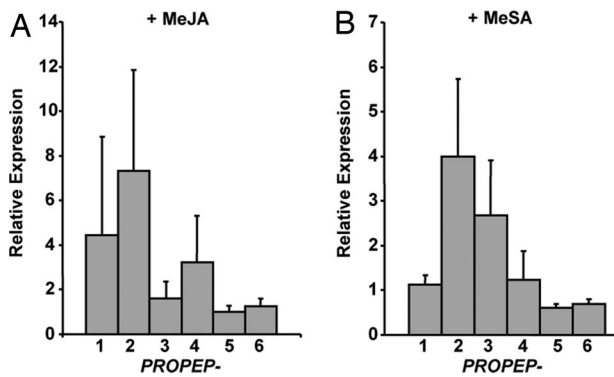 A
+ MeJA
Relative Expression
14
12
10
8
6
4
2
0
1 2 3 4 5 6
PROPEP-
B
+ MeSA
Relative Expression
7
6
5
4
3
2
1
0
1 2 3 4 5 6
PROPEP-